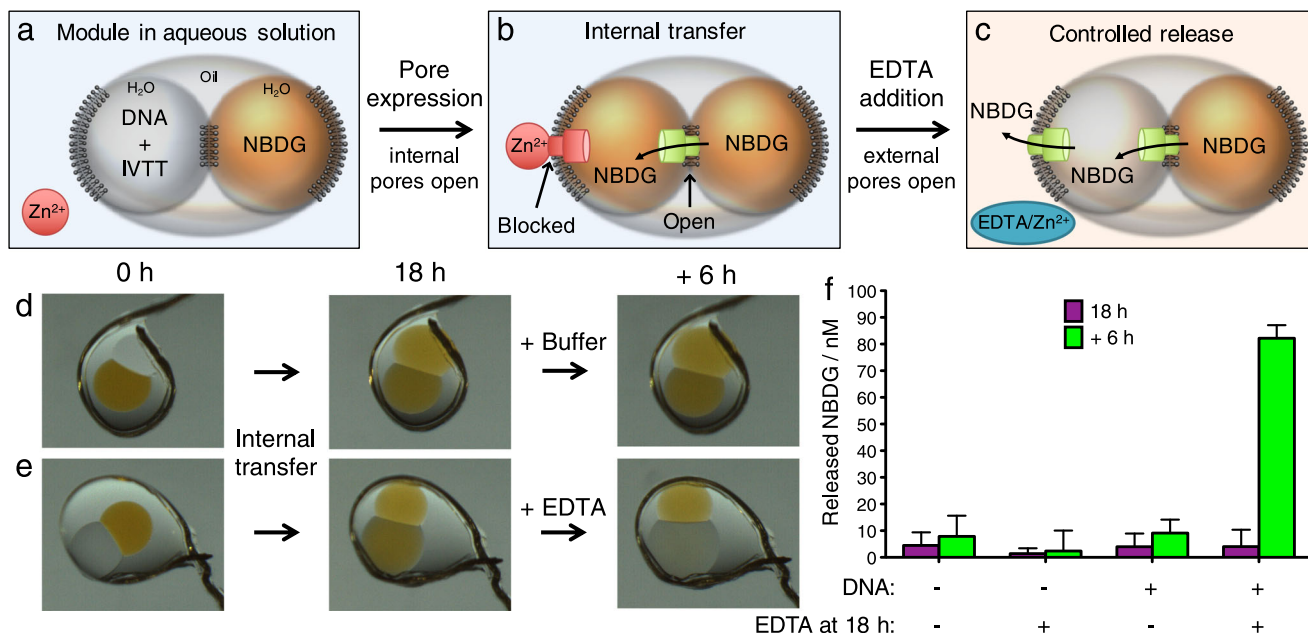 a
Module in aqueous solution
Oil
H₂O
H₂O
DNA
+
IVTT
NBDG
Zn²⁺
Pore
expression
internal
pores open
b
Internal transfer
Zn²⁺
NBDG
NBDG
Blocked
Open
EDTA
addition
external
pores open
c
Controlled release
NBDG
NBDG
NBDG
EDTA/Zn²⁺
0 h
18 h
+ 6 h
d
+ Buffer
Internal
transfer
e
+ EDTA
f
Released NBDG / nM
100
90
80
70
60
50
40
30
20
10
0
18 h
+ 6 h
DNA: - - + +
EDTA at 18 h: - + - +